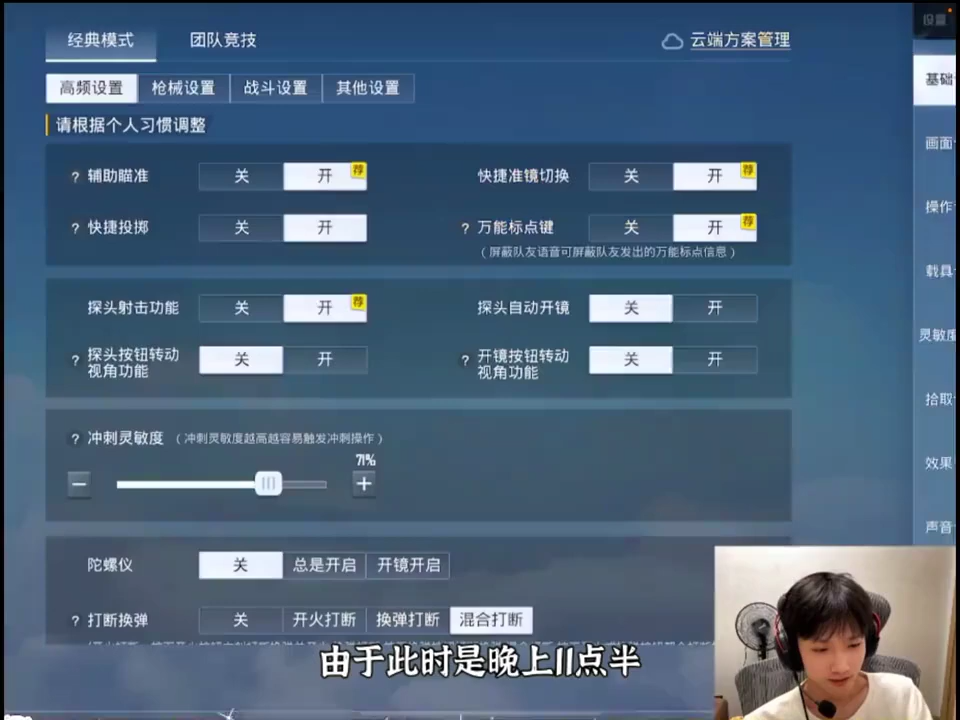 经典模式 团队竞技 云端方案管理 设置
高频设置 枪械设置 战斗设置 其他设置 基础
请根据个人习惯调整
画面
? 辅助瞄准 关 开 荐 快捷准镜切换 关 开 荐
操作
? 快捷投掷 关 开 ? 万能标点键 关 开 荐
(屏蔽队友语音可屏蔽队友发出的万能标点信息)
载具
探头射击功能 关 开 荐 探头自动开镜 关 开
灵敏度
? 探头按钮转动视角功能 关 开 ? 开镜按钮转动视角功能 关 开
拾取
? 冲刺灵敏度 (冲刺灵敏度越高越容易触发冲刺操作)
71%
效果
− +
声音
陀螺仪 关 总是开启 开镜开启
? 打断换弹 关 开火打断 换弹打断 混合打断
由于此时是晚上11点半